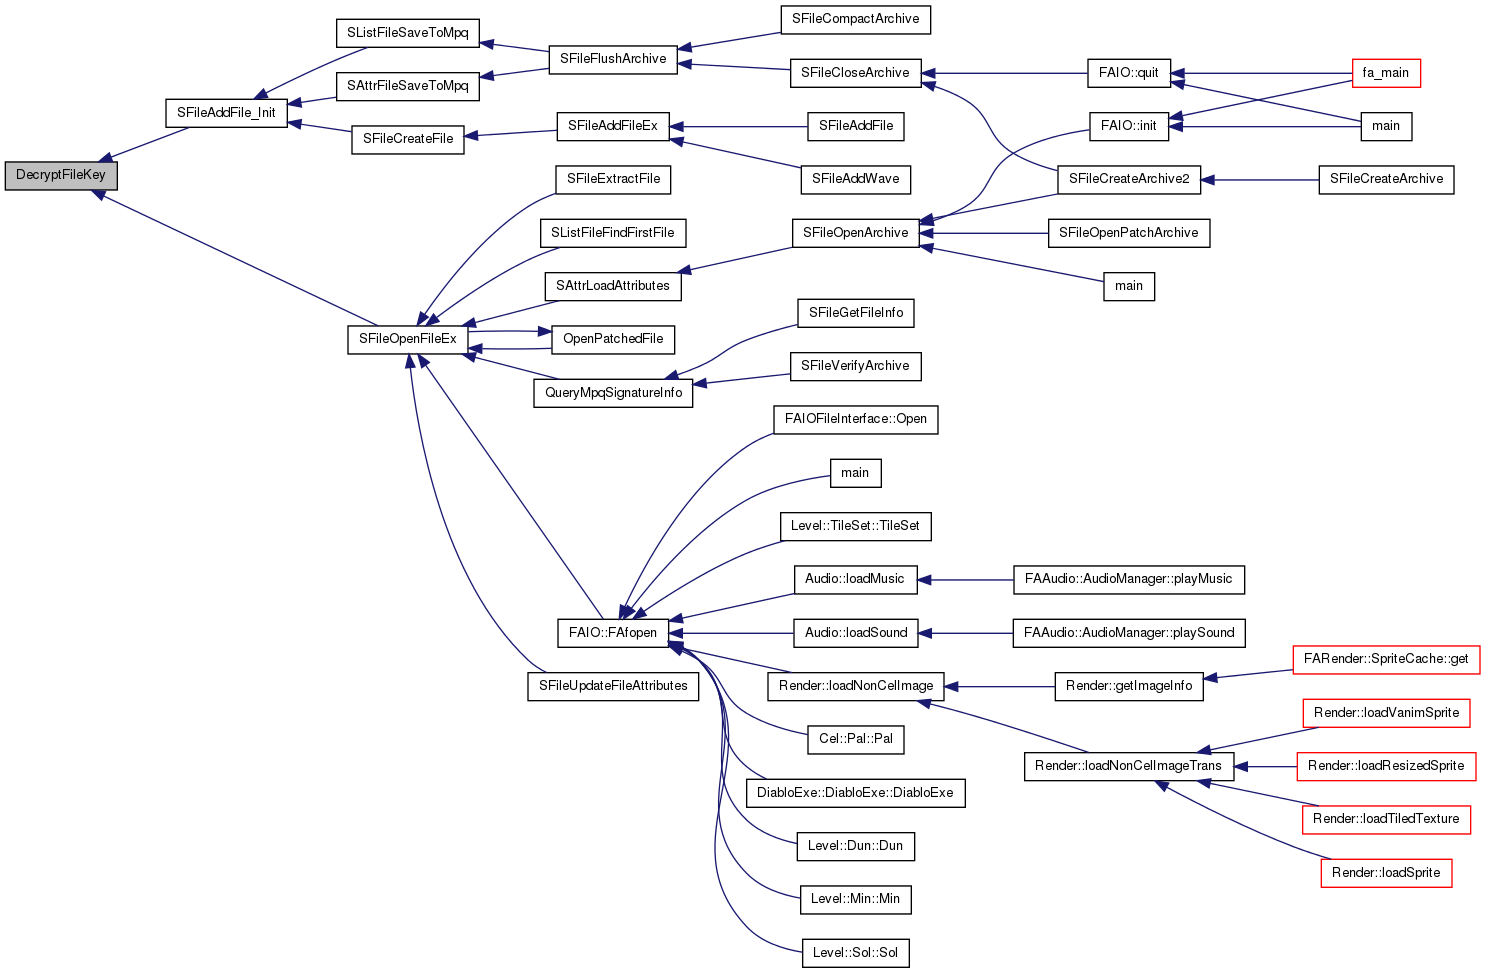 SFileCompactArchive
SListFileSaveToMpq
SFileFlushArchive
SFileCloseArchive
FAIO::quit
fa_main
SAttrFileSaveToMpq
SFileAddFile_Init
FAIO::init
main
SFileAddFileEx
SFileAddFile
SFileCreateFile
DecryptFileKey
SFileExtractFile
SFileAddWave
SFileCreateArchive2
SFileCreateArchive
SListFileFindFirstFile
SFileOpenArchive
SFileOpenPatchArchive
SAttrLoadAttributes
main
SFileGetFileInfo
SFileOpenFileEx
OpenPatchedFile
SFileVerifyArchive
QueryMpqSignatureInfo
FAIOFileInterface::Open
main
Level::TileSet::TileSet
Audio::loadMusic
FAAudio::AudioManager::playMusic
FAIO::FAfopen
Audio::loadSound
FAAudio::AudioManager::playSound
FARender::SpriteCache::get
SFileUpdateFileAttributes
Render::loadNonCelImage
Render::getImageInfo
Render::loadVanimSprite
Cel::Pal::Pal
Render::loadNonCelImageTrans
Render::loadResizedSprite
DiabloExe::DiabloExe::DiabloExe
Render::loadTiledTexture
Level::Dun::Dun
Render::loadSprite
Level::Min::Min
Level::Sol::Sol